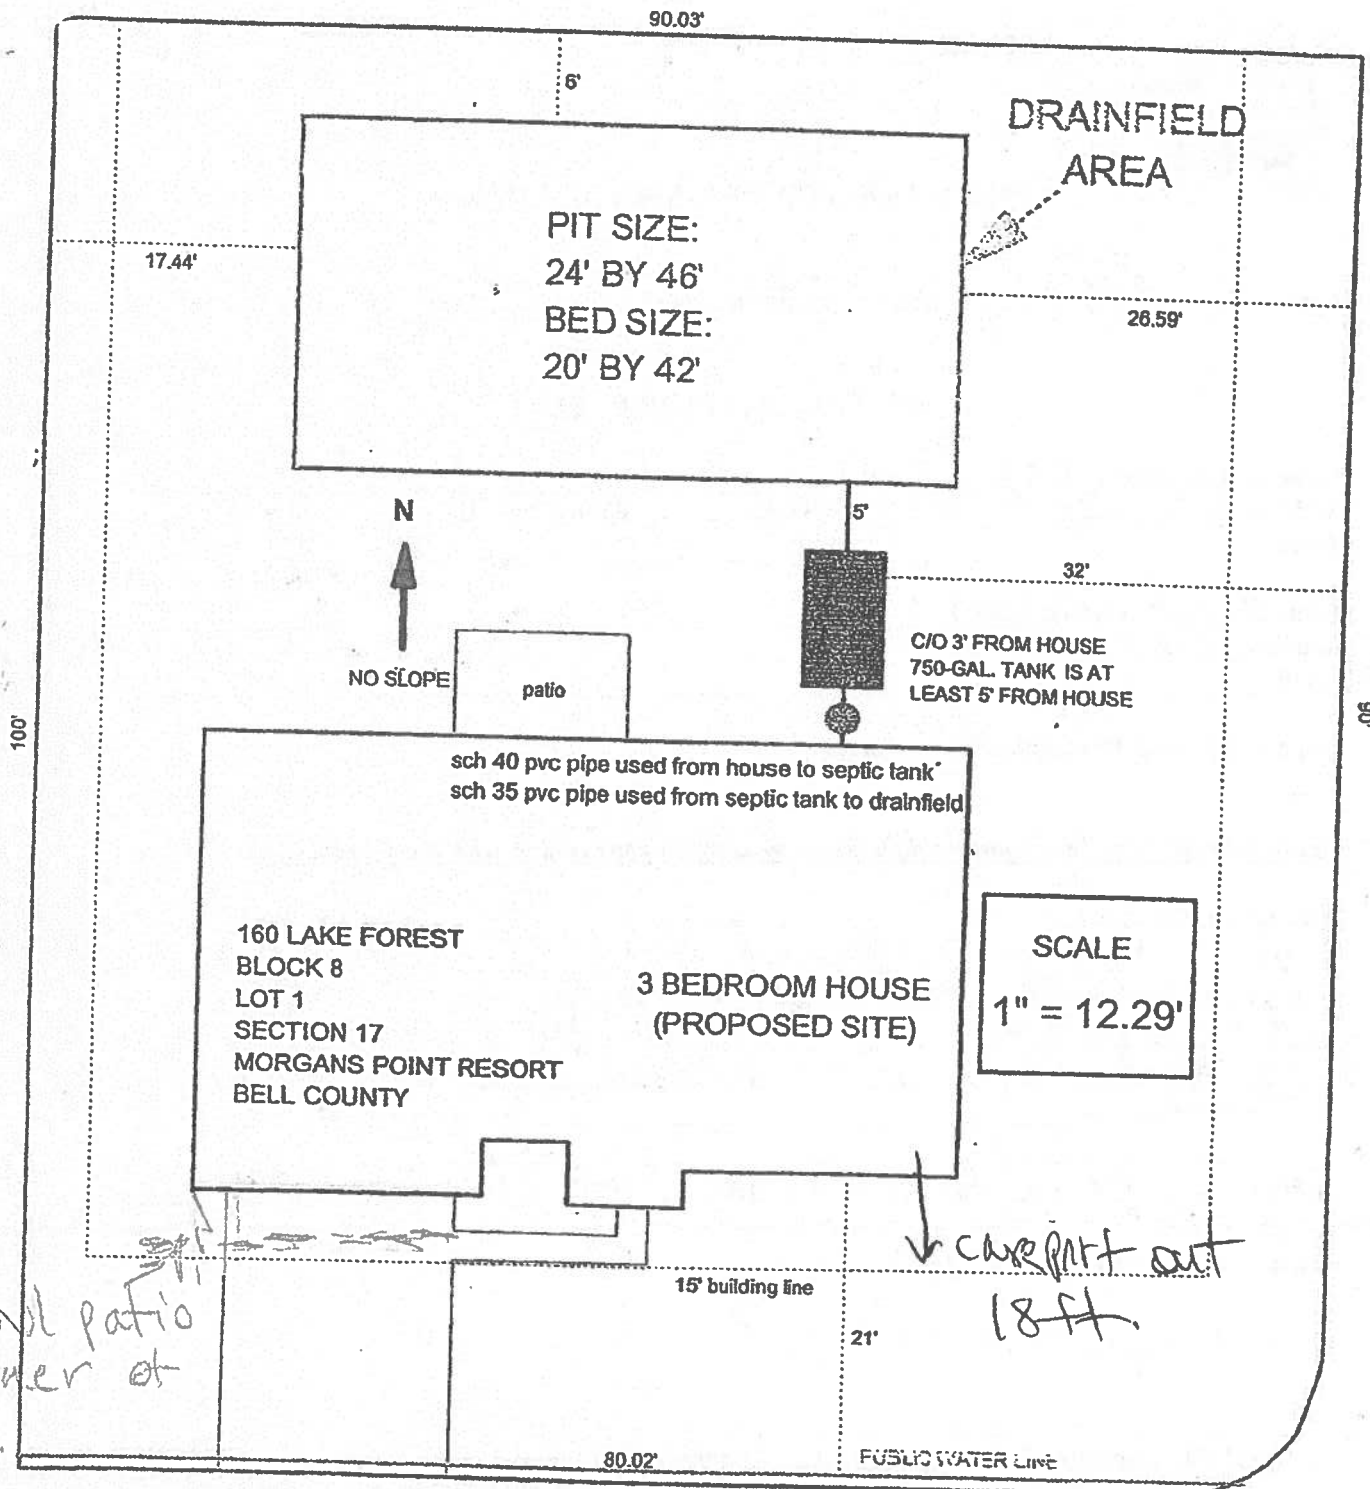 90.03'
6'
DRAINFIELD
AREA
PIT SIZE:
24' BY 46'
BED SIZE:
20' BY 42'
17.44'
26.59'
N
5'
32'
NO SLOPE
patio
C/O 3' FROM HOUSE
750-GAL. TANK IS AT
LEAST 5' FROM HOUSE
100'
90'
sch 40 pvc pipe used from house to septic tank
sch 35 pvc pipe used from septic tank to drainfield
160 LAKE FOREST
BLOCK 8
LOT 1
SECTION 17
MORGANS POINT RESORT
BELL COUNTY
3 BEDROOM HOUSE
(PROPOSED SITE)
SCALE
1" = 12.29'
out
15' building line
18 ft.
patio
21'
80.02'
PUBLIC WATER LINE